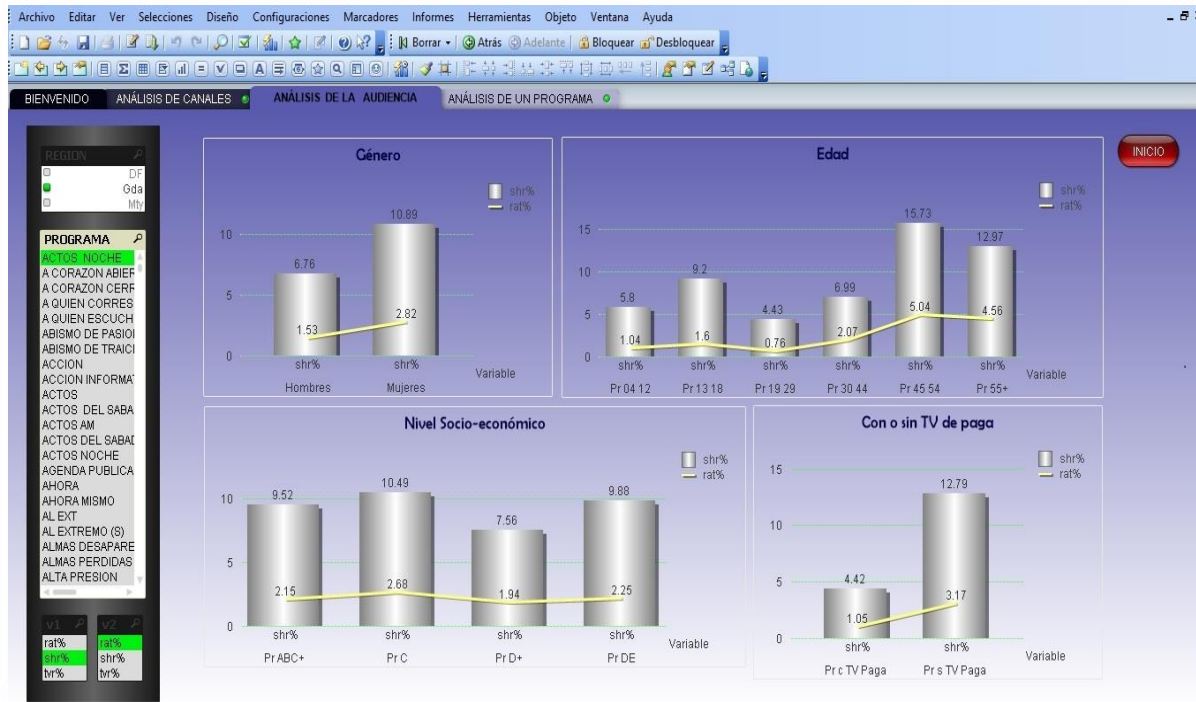 Archivo Editar Ver Selecciones Diseño Configuraciones Marcadores Informes Herramientas Objeto Ventana Ayuda
Borrar Atrás Adelante Bloquear Desbloquear
BIENVENIDO ANÁLISIS DE CANALES ANÁLISIS DE LA AUDIENCIA ANÁLISIS DE UN PROGRAMA
INICIO
REGION
DF
Gda
Mty
PROGRAMA
ACTOS NOCHE
A CORAZON ABIER
A CORAZON CERR
A QUIEN CORRES
A QUIEN ESCUCH
ABISMO DE PASIO
ABISMO DE TRAICI
ACCION
ACCION INFORMA
ACTOS
ACTOS DEL SABA
ACTOS AM
ACTOS DEL SABAD
ACTOS NOCHE
AGENDA PUBLICA
AHORA
AHORA MISMO
AL EXT
AL EXTREMO (S)
ALMAS DESAPARE
ALMAS PERDIDAS
ALTA PRESION
v1 v2
rat% rat%
shr% shr%
tvr% tvr%
Género
shr%
rat%
10
5
0
6.76 10.89
1.53 2.82
shr% shr%
Hombres Mujeres
Variable
Edad
shr%
rat%
15
10
5
0
5.8 9.2 4.43 6.99 15.73 12.97
1.04 1.6 0.76 2.07 5.04 4.56
shr% shr% shr% shr% shr% shr%
Pr 04 12 Pr 13 18 Pr 19 29 Pr 30 44 Pr 45 54 Pr 55+
Variable
Nivel Socio-económico
shr%
rat%
10
5
0
9.52 10.49 7.56 9.88
2.15 2.68 1.94 2.25
shr% shr% shr% shr%
Pr ABC+ Pr C Pr D+ Pr DE
Variable
Con o sin TV de paga
shr%
rat%
15
10
5
0
4.42 12.79
1.05 3.17
shr% shr%
Pr c TV Paga Pr s TV Paga
Variable